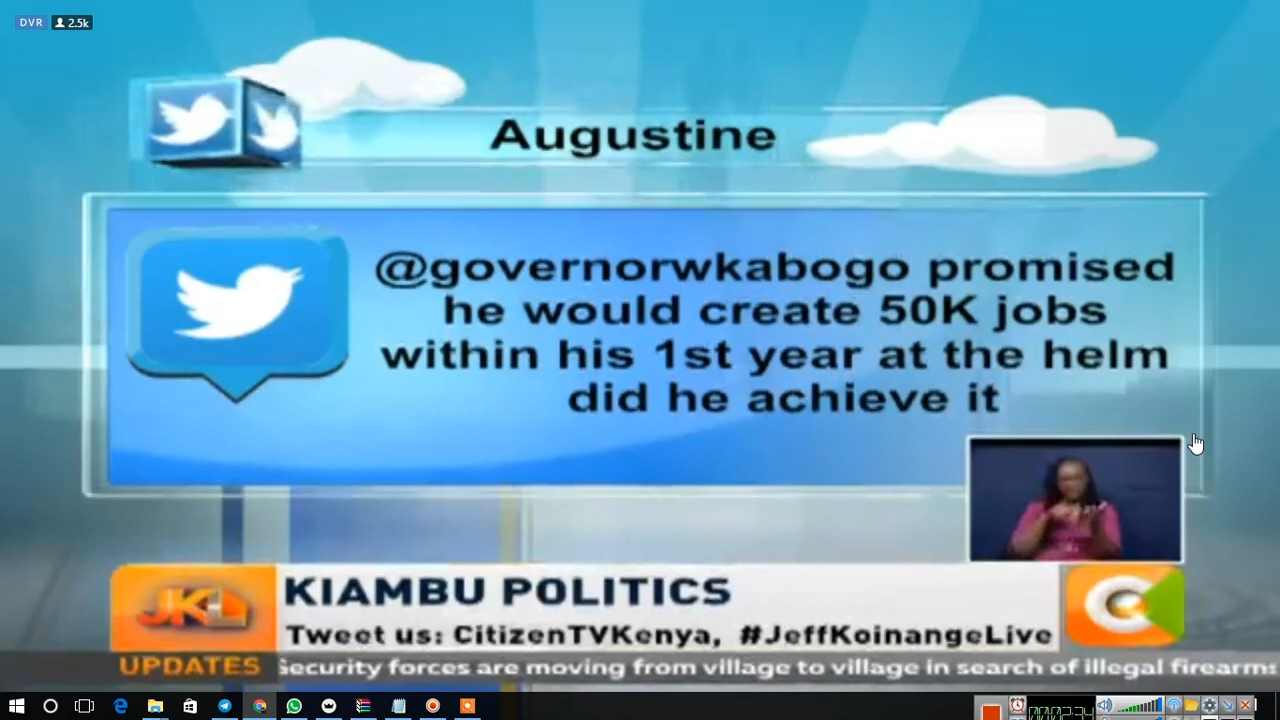 DVR 2.5k
Augustine
@governorwkabogo promised
he would create 50K jobs
within his 1st year at the helm
did he achieve it
JKL
KIAMBU POLITICS
Tweet us: CitizenTVKenya, #JeffKoinangeLive
UPDATES Security forces are moving from village to village in search of illegal firearms